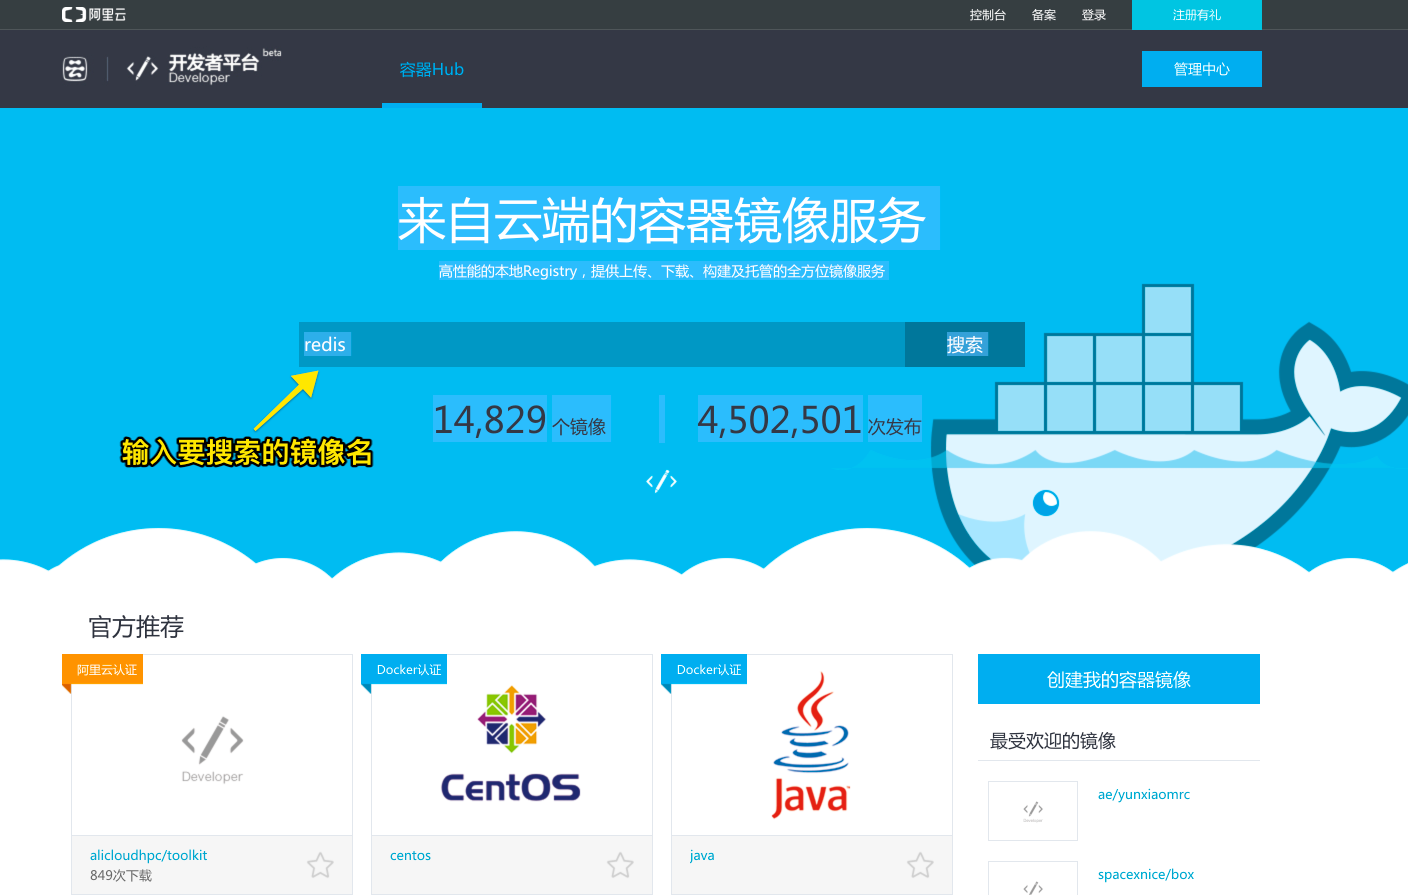 阿里云
控制台 备案 登录 注册有礼
开发者平台 beta
Developer
容器Hub
管理中心
来自云端的容器镜像服务
高性能的本地Registry，提供上传、下载、构建及托管的全方位镜像服务
redis 搜索
输入要搜索的镜像名
14,829 个镜像 4,502,501 次发布
官方推荐
阿里云认证
Developer
alicloudhpc/toolkit
849次下载
Docker认证
CentOS
centos
Docker认证
Java
java
创建我的容器镜像
最受欢迎的镜像
Developer
ae/yunxiaomrc
spacexnice/box